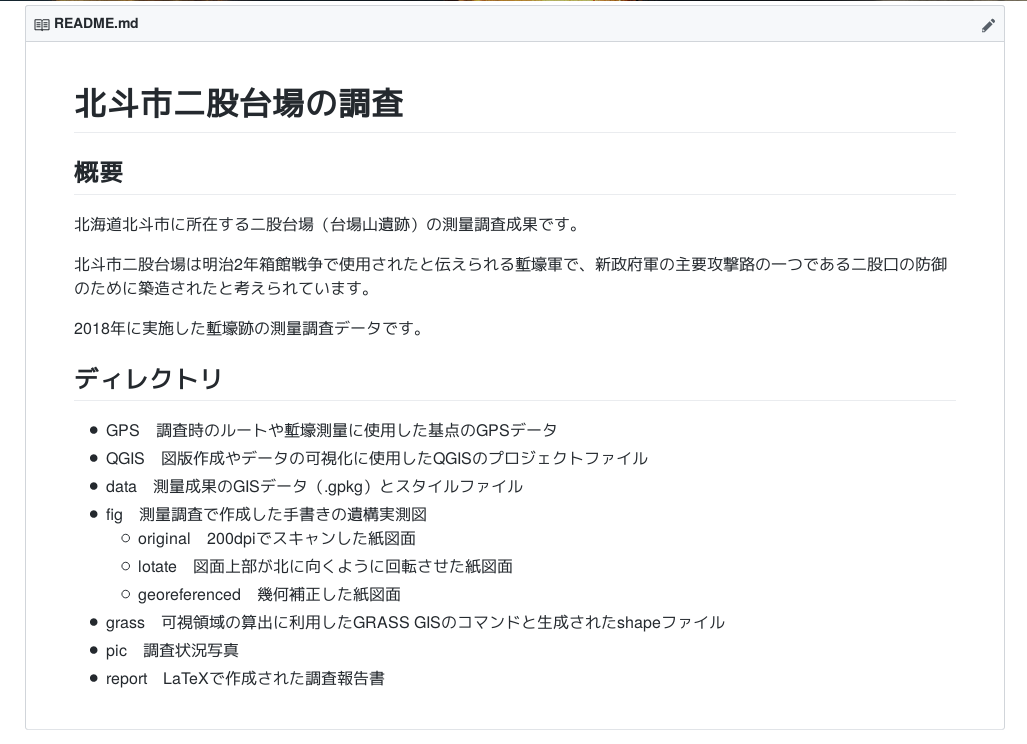 README.md
北斗市二股台場の調査
概要
北海道北斗市に所在する二股台場（台場山遺跡）の測量調査成果です。
北斗市二股台場は明治2年箱館戦争で使用されたと伝えられる塹壕軍で、新政府軍の主要攻撃路の一つである二股口の防御
のために築造されたと考えられています。
2018年に実施した塹壕跡の測量調査データです。
ディレクトリ
GPS　調査時のルートや塹壕測量に使用した基点のGPSデータ
QGIS　図版作成やデータの可視化に使用したQGISのプロジェクトファイル
data　測量成果のGISデータ（.gpkg）とスタイルファイル
fig　測量調査で作成した手書きの遺構実測図
original　200dpiでスキャンした紙図面
lotate　図面上部が北に向くように回転させた紙図面
georeferenced　幾何補正した紙図面
grass　可視領域の算出に利用したGRASS GISのコマンドと生成されたshapeファイル
pic　調査状況写真
report　LaTeXで作成された調査報告書